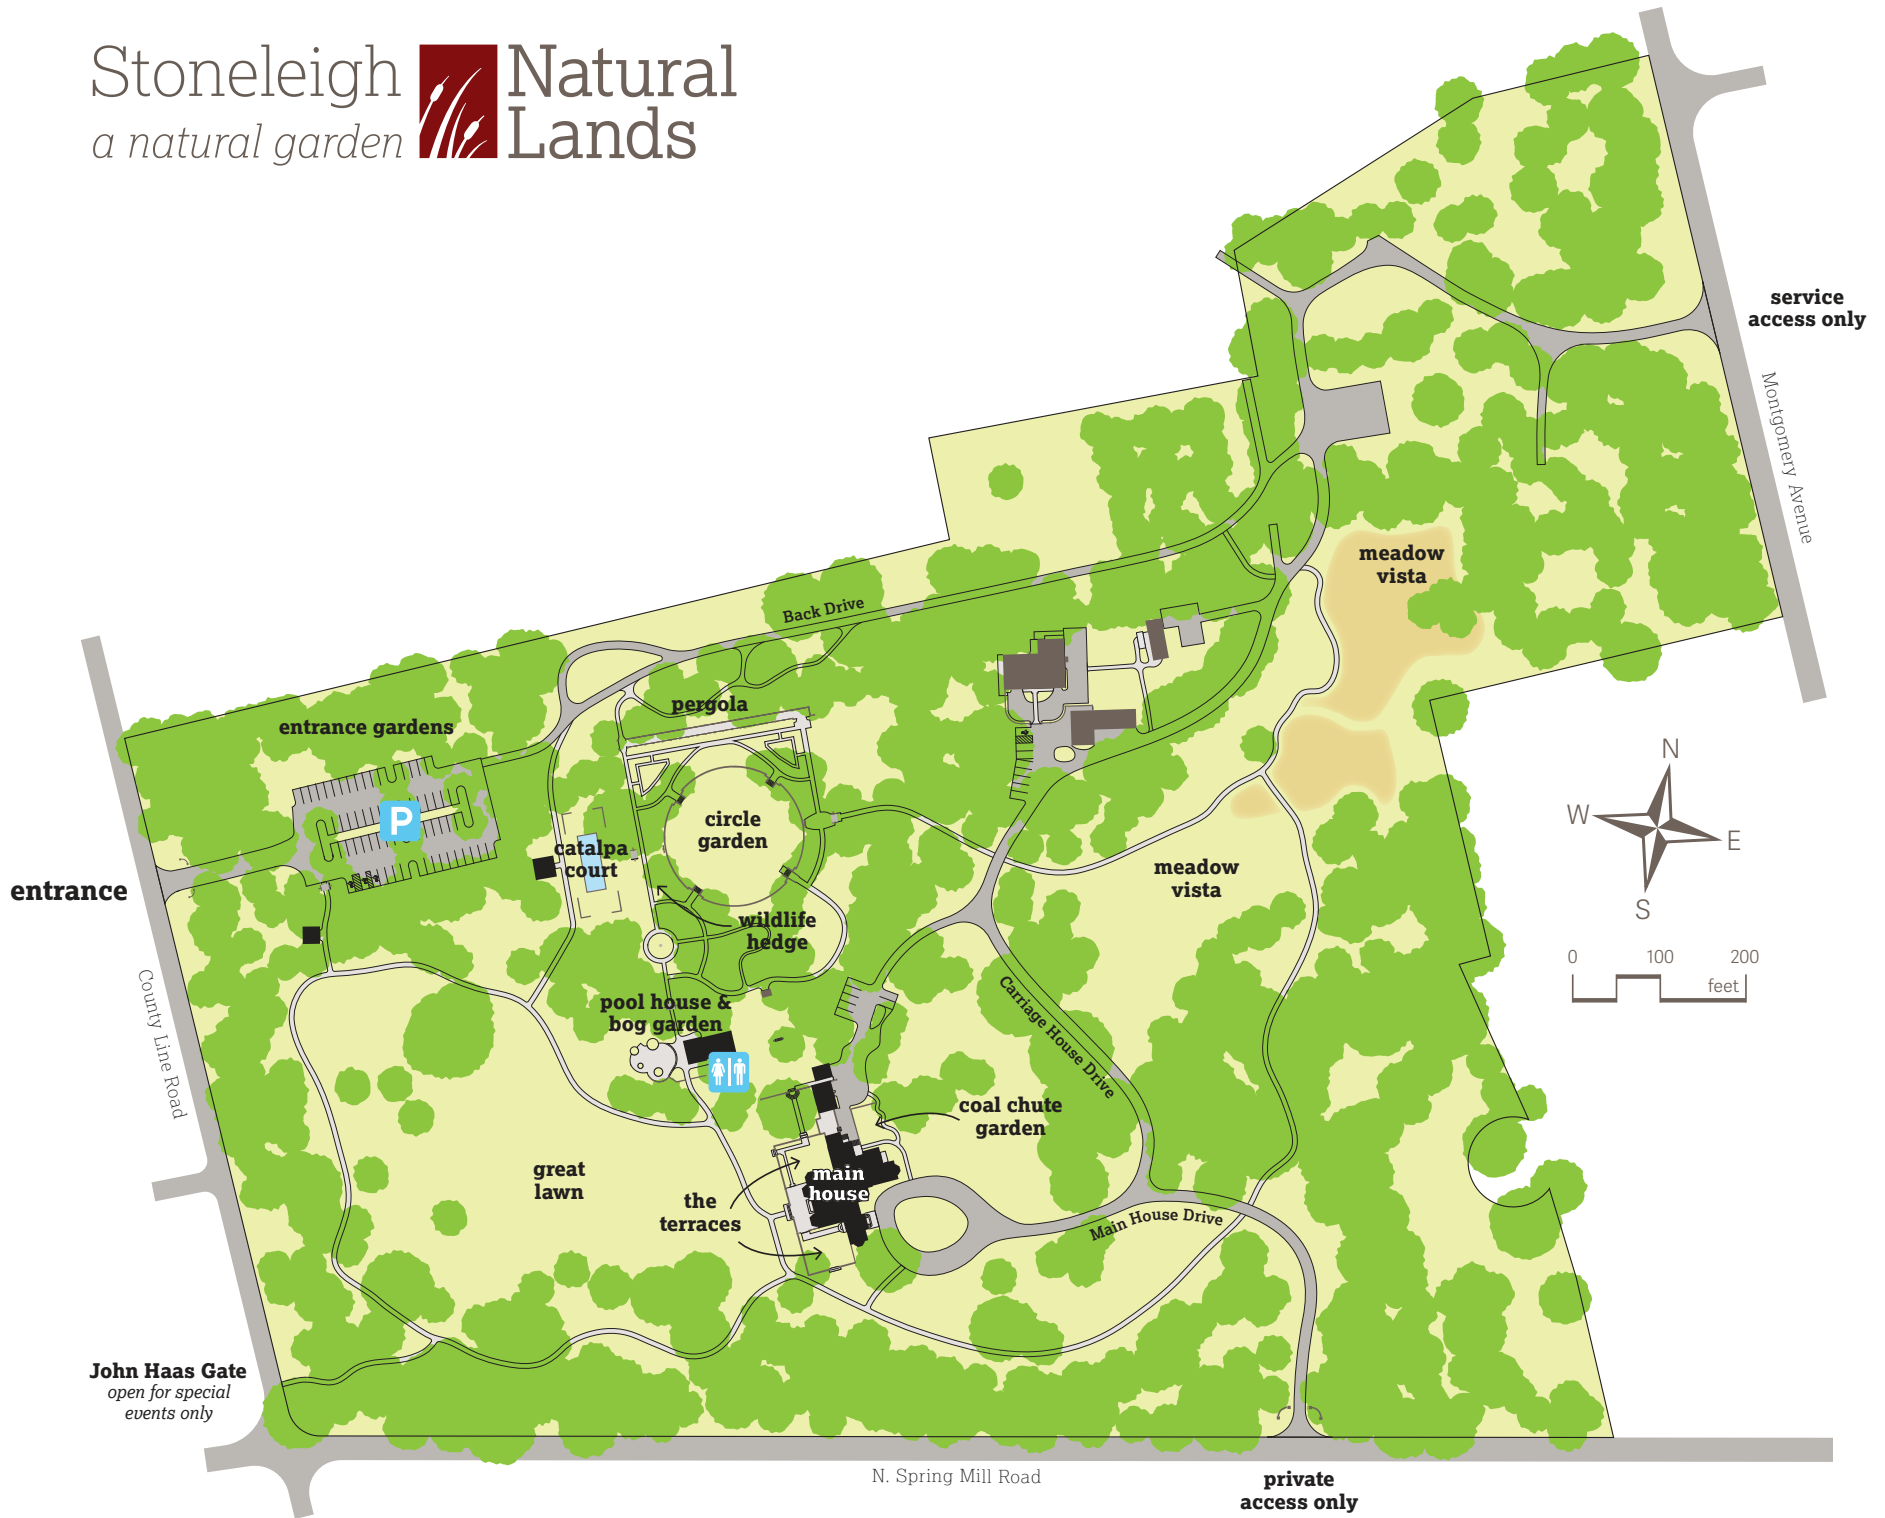 Stoneleigh
a natural garden
Natural
Lands
service
access only
Montgomery Avenue
meadow
vista
Back Drive
pergola
entrance gardens
P
circle
garden
catalpa
court
entrance
wildlife
hedge
meadow
vista
N
W
E
S
0 100 200
feet
County Line Road
pool house &
bog garden
Carriage House Drive
coal chute
garden
great
lawn
main
house
the
terraces
Main House Drive
John Haas Gate
open for special
events only
N. Spring Mill Road
private
access only